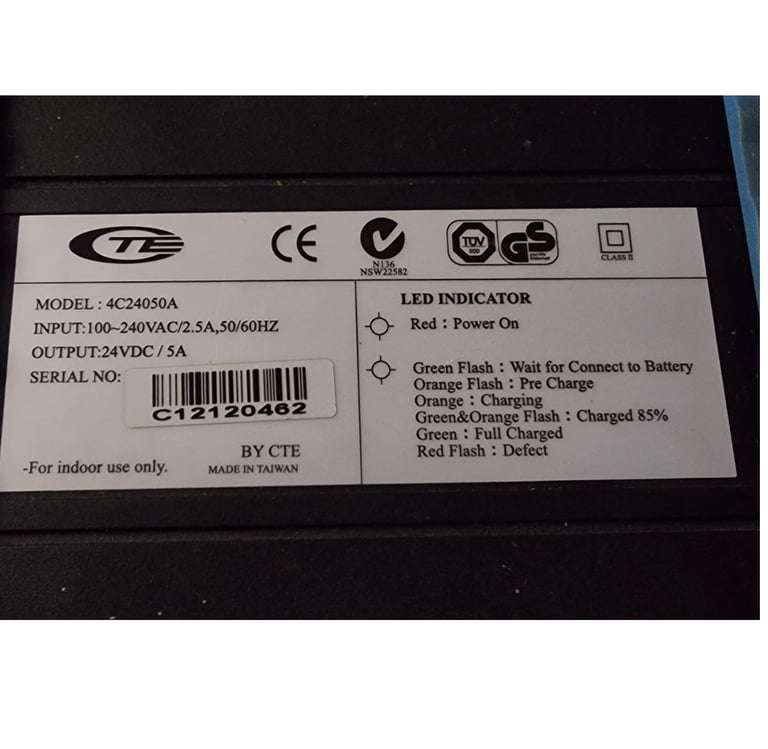 CTE
CE
N136
NSW22582
TÜV
GS
CLASS II
MODEL : 4C24050A
INPUT:100~240VAC/2.5A,50/60HZ
OUTPUT:24VDC / 5A
SERIAL NO:
C12120462
BY CTE
-For indoor use only.
MADE IN TAIWAN
LED INDICATOR
Red : Power On
Green Flash : Wait for Connect to Battery
Orange Flash : Pre Charge
Orange : Charging
Green&Orange Flash : Charged 85%
Green : Full Charged
Red Flash : Defect